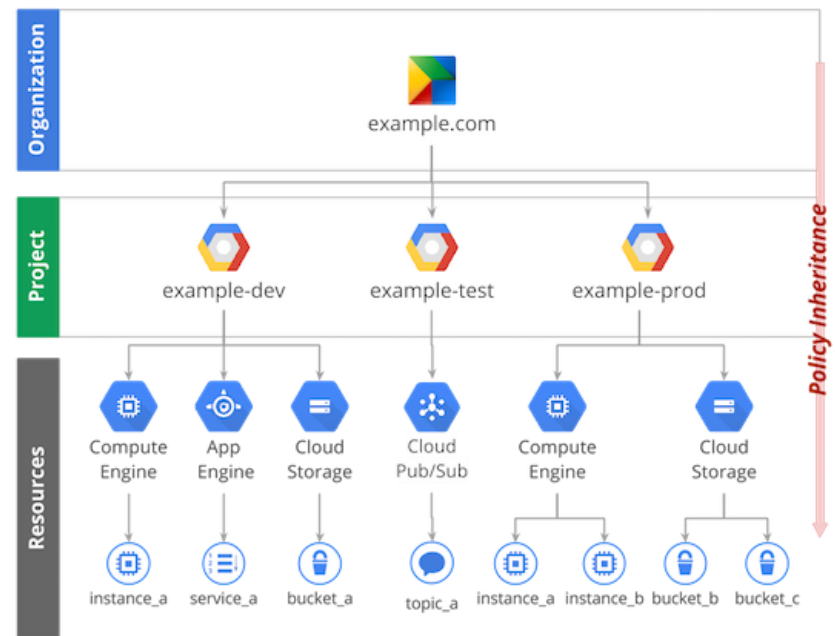 Organization
example.com
Project
example-dev
example-test
example-prod
Policy Inheritance
Resources
Compute
Engine
App
Engine
Cloud
Storage
Cloud
Pub/Sub
Compute
Engine
Cloud
Storage
instance_a
service_a
bucket_a
topic_a
instance_a
instance_b
bucket_b
bucket_c